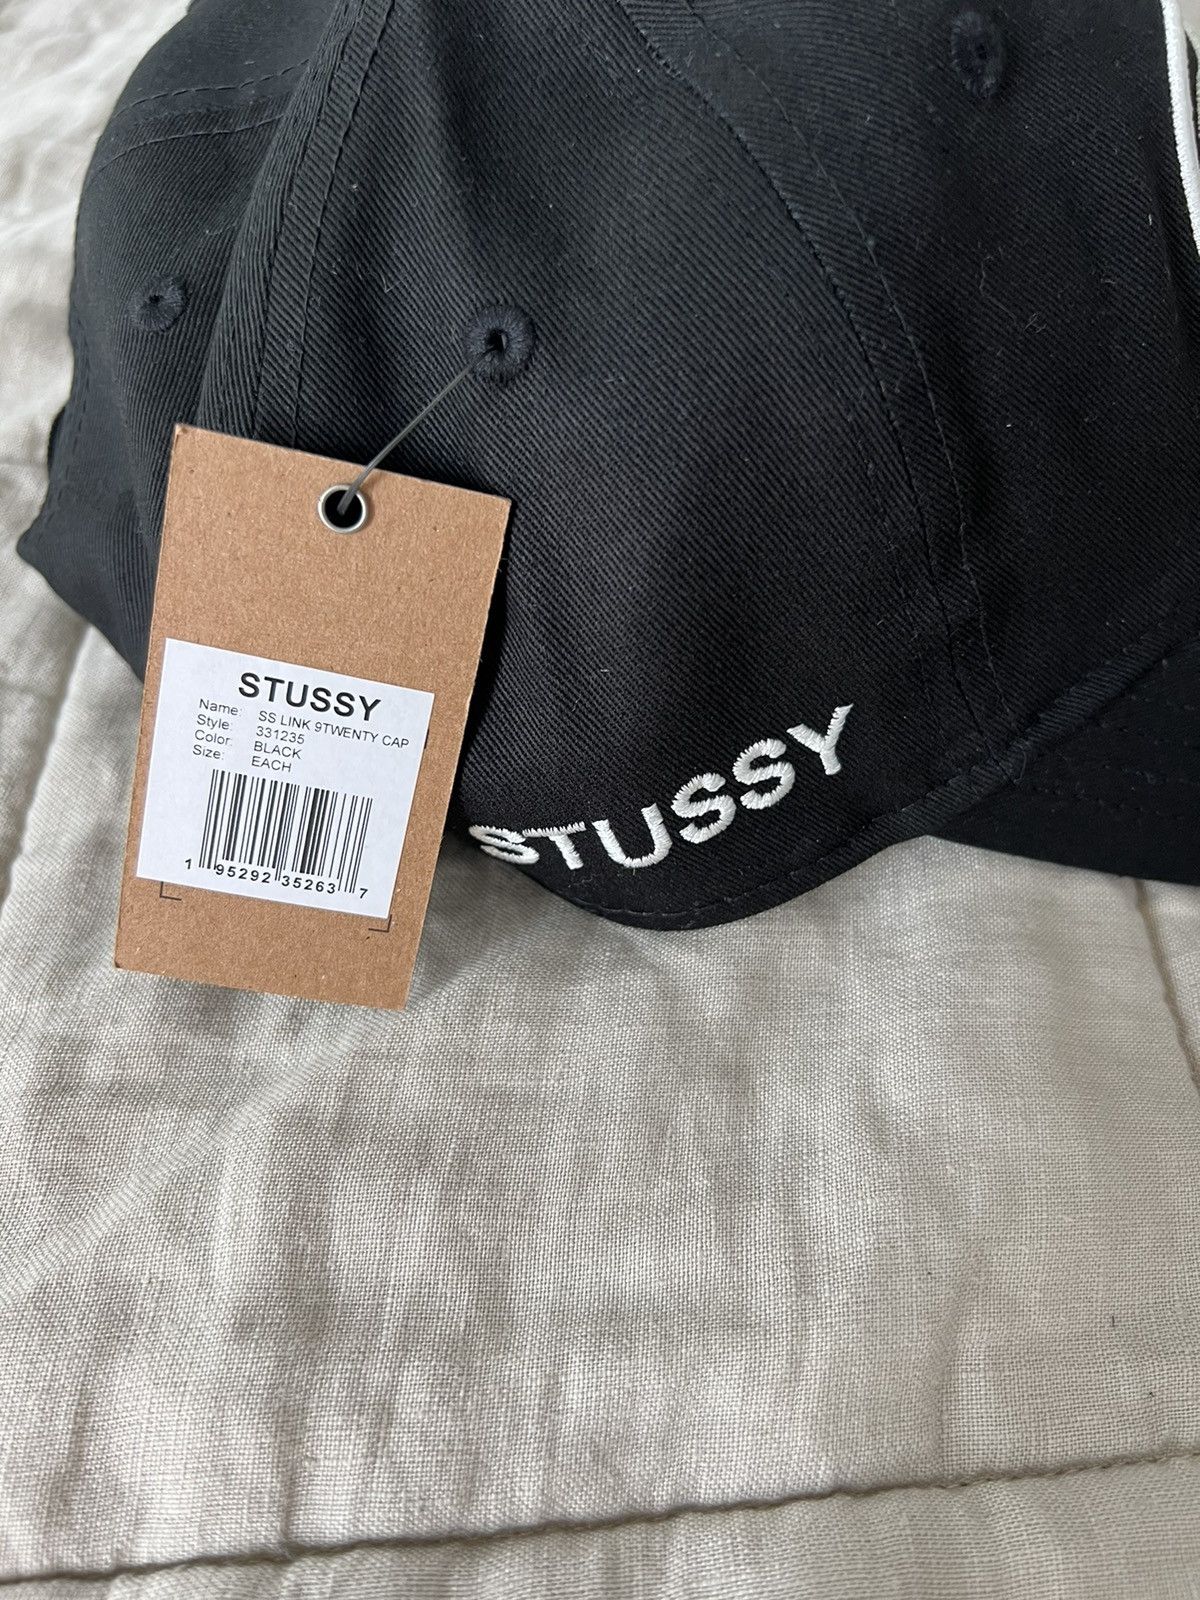 STUSSY
Name: SS LINK 9TWENTY CAP
Style: 331235
Color: BLACK
Size: EACH
1 95292 35263 7
STUSSY